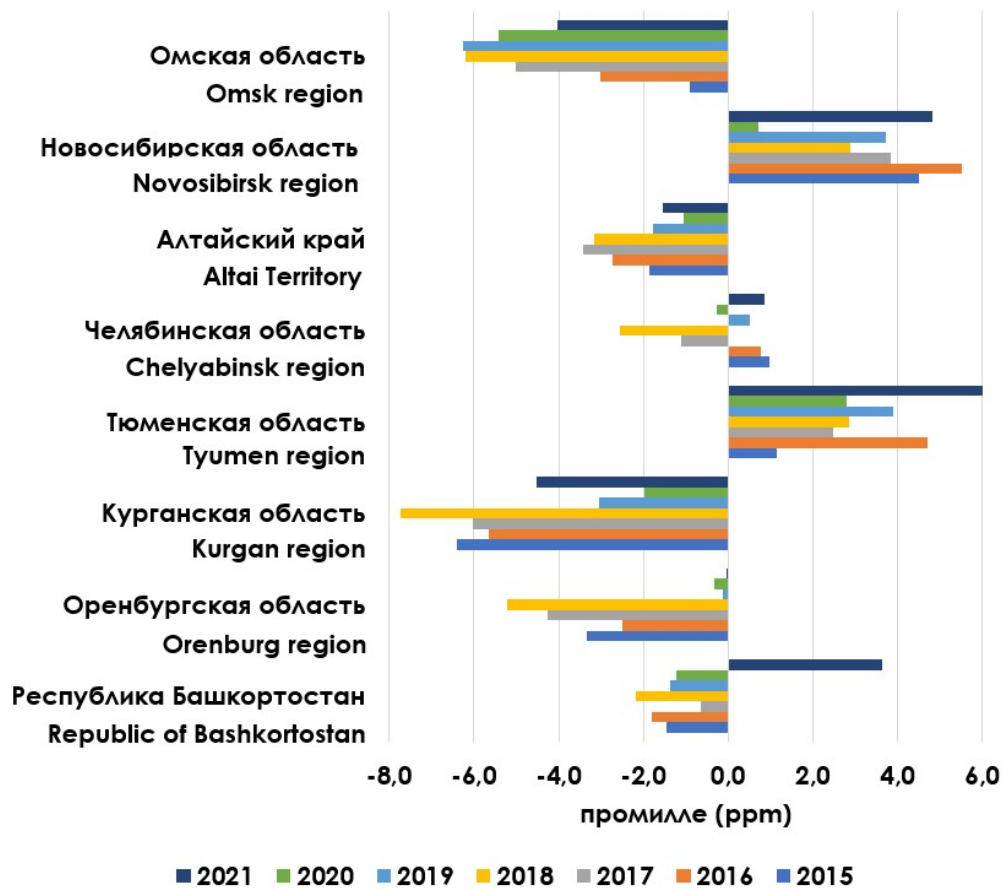 Омская область
Omsk region
Новосибирская область
Novosibirsk region
Алтайский край
Altai Territory
Челябинская область
Chelyabinsk region
Тюменская область
Tyumen region
Курганская область
Kurgan region
Оренбургская область
Orenburg region
Республика Башкортостан
Republic of Bashkortostan
-8,0 -6,0 -4,0 -2,0 0,0 2,0 4,0 6,0
промилле (ppm)
2021 2020 2019 2018 2017 2016 2015